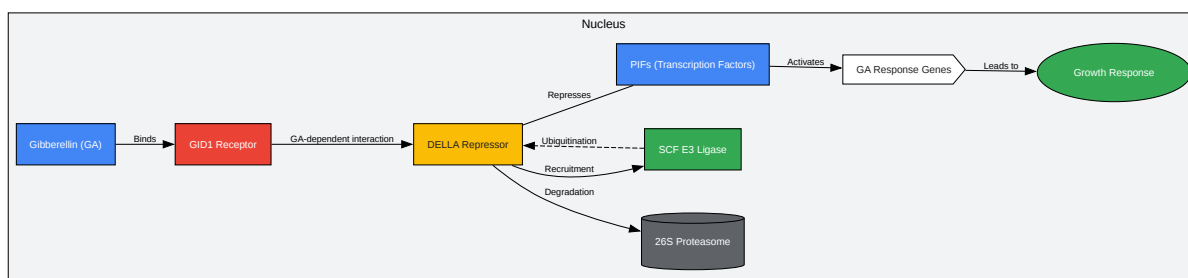 Nucleus
PIFs (Transcription Factors)
Activates
GA Response Genes
Leads to
Growth Response
Represses
Gibberellin (GA)
Binds
GID1 Receptor
GA-dependent interaction
DELLA Repressor
Ubiquitination
SCF E3 Ligase
Recruitment
Degradation
26S Proteasome